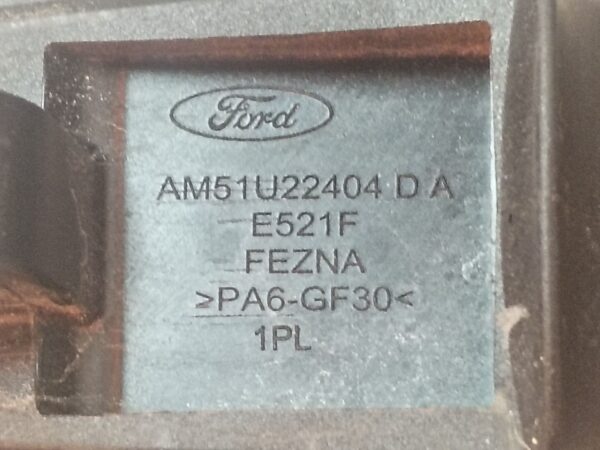 Ford
AM51U22404 D A
E521F
FEZNA
>PA6-GF30<
1PL